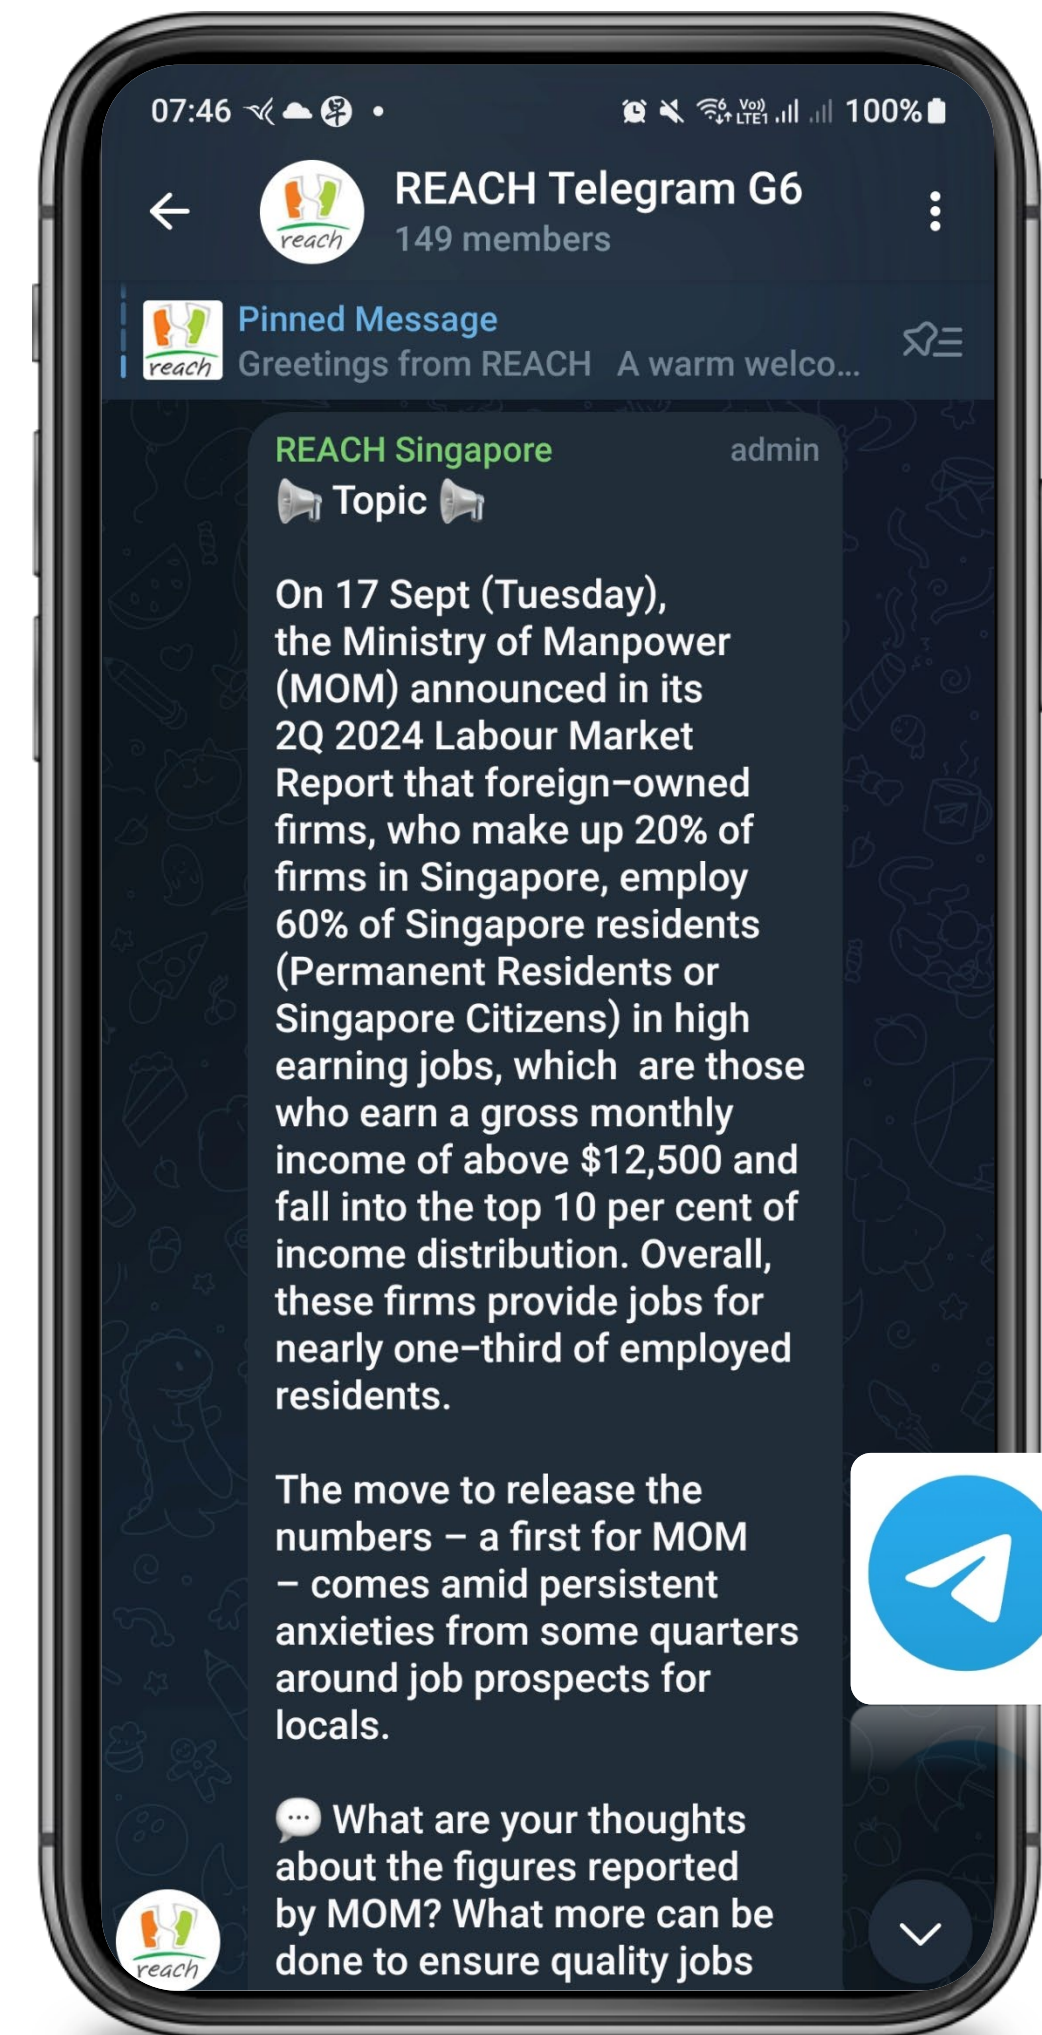 07:46
Vo)) LTE1
100%
REACH Telegram G6
149 members
reach
Pinned Message
Greetings from REACH A warm welco...
reach
REACH Singapore admin
Topic
On 17 Sept (Tuesday),
the Ministry of Manpower
(MOM) announced in its
2Q 2024 Labour Market
Report that foreign-owned
firms, who make up 20% of
firms in Singapore, employ
60% of Singapore residents
(Permanent Residents or
Singapore Citizens) in high
earning jobs, which  are those
who earn a gross monthly
income of above $12,500 and
fall into the top 10 per cent of
income distribution. Overall,
these firms provide jobs for
nearly one-third of employed
residents.
The move to release the
numbers – a first for MOM
– comes amid persistent
anxieties from some quarters
around job prospects for
locals.
What are your thoughts
about the figures reported
by MOM? What more can be
done to ensure quality jobs
reach